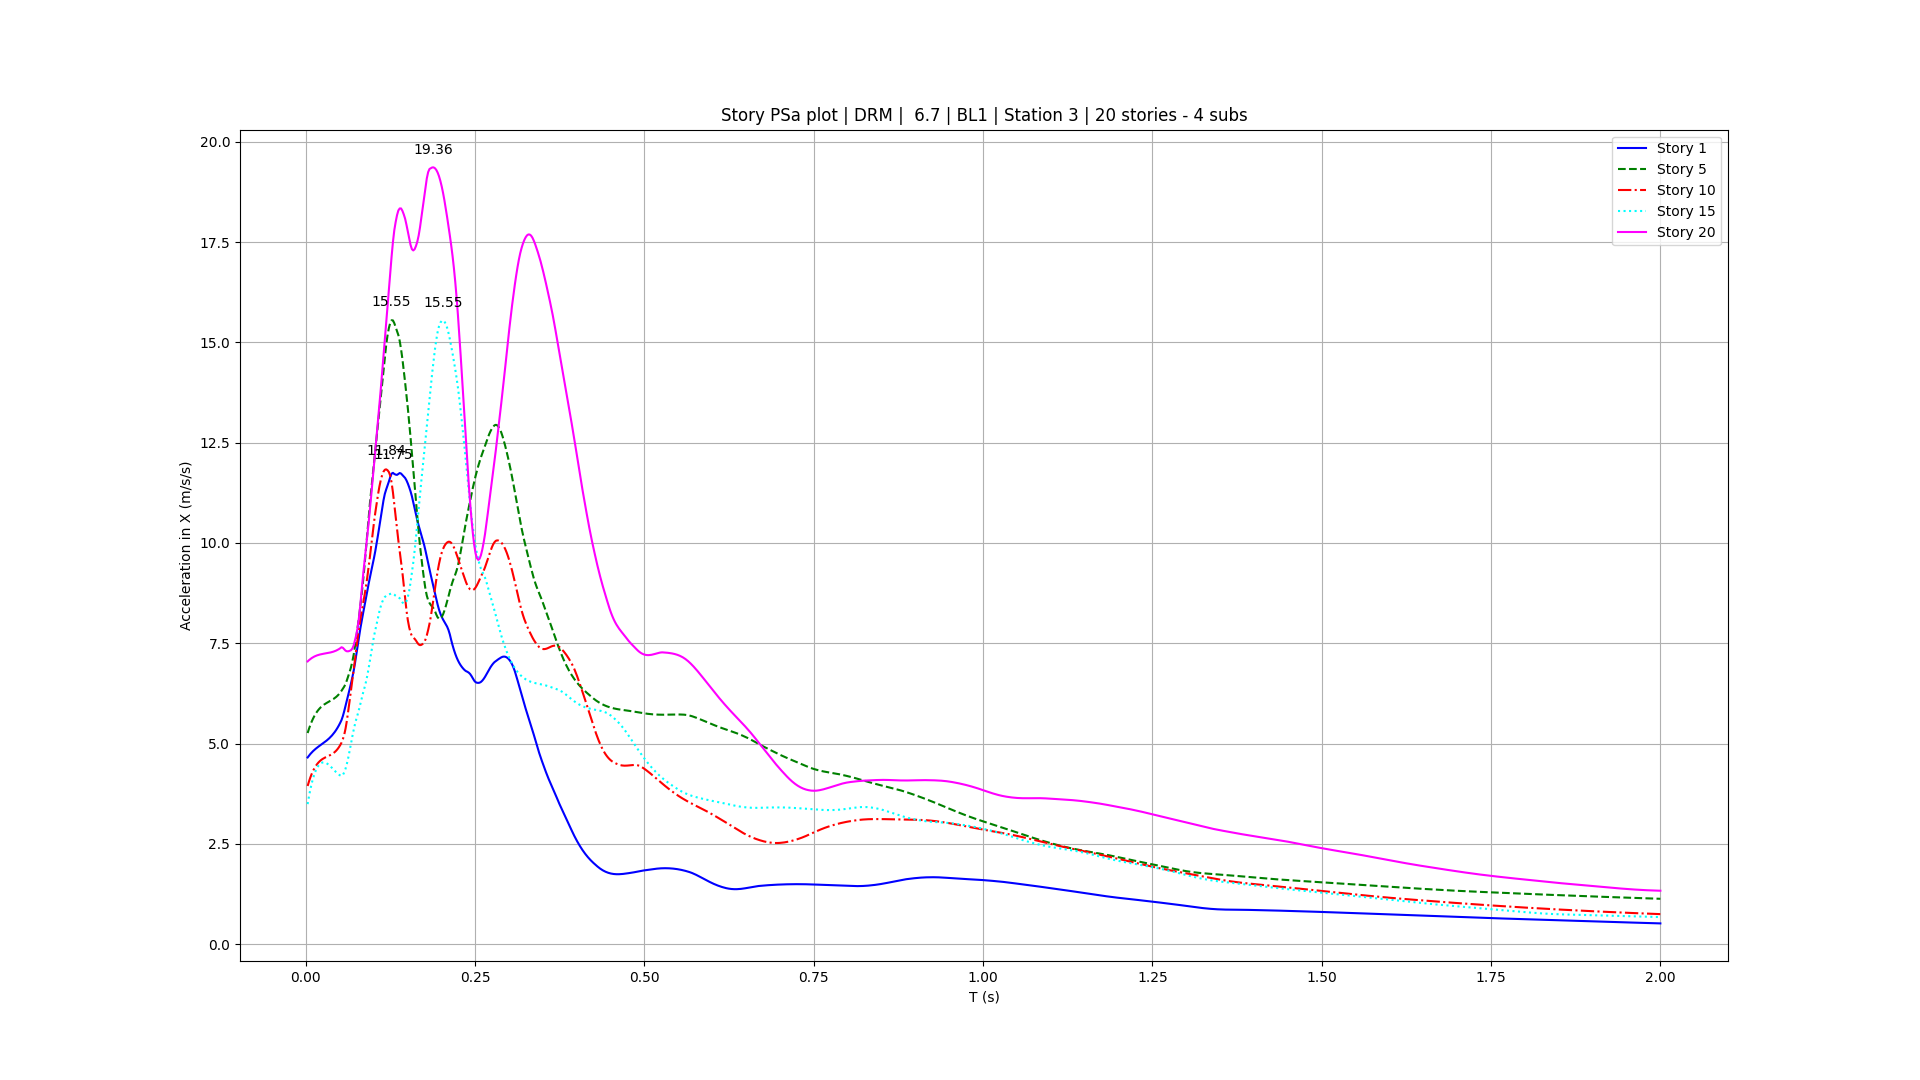 Story PSa plot | DRM |  6.7 | BL1 | Station 3 | 20 stories - 4 subs
20.0
19.36
Story 1
Story 5
Story 10
Story 15
Story 20
17.5
15.55
15.55
15.0
12.5
11.84
11.75
10.0
Acceleration in X (m/s/s)
7.5
5.0
2.5
0.0
0.00 0.25 0.50 0.75 1.00 1.25 1.50 1.75 2.00
T (s)